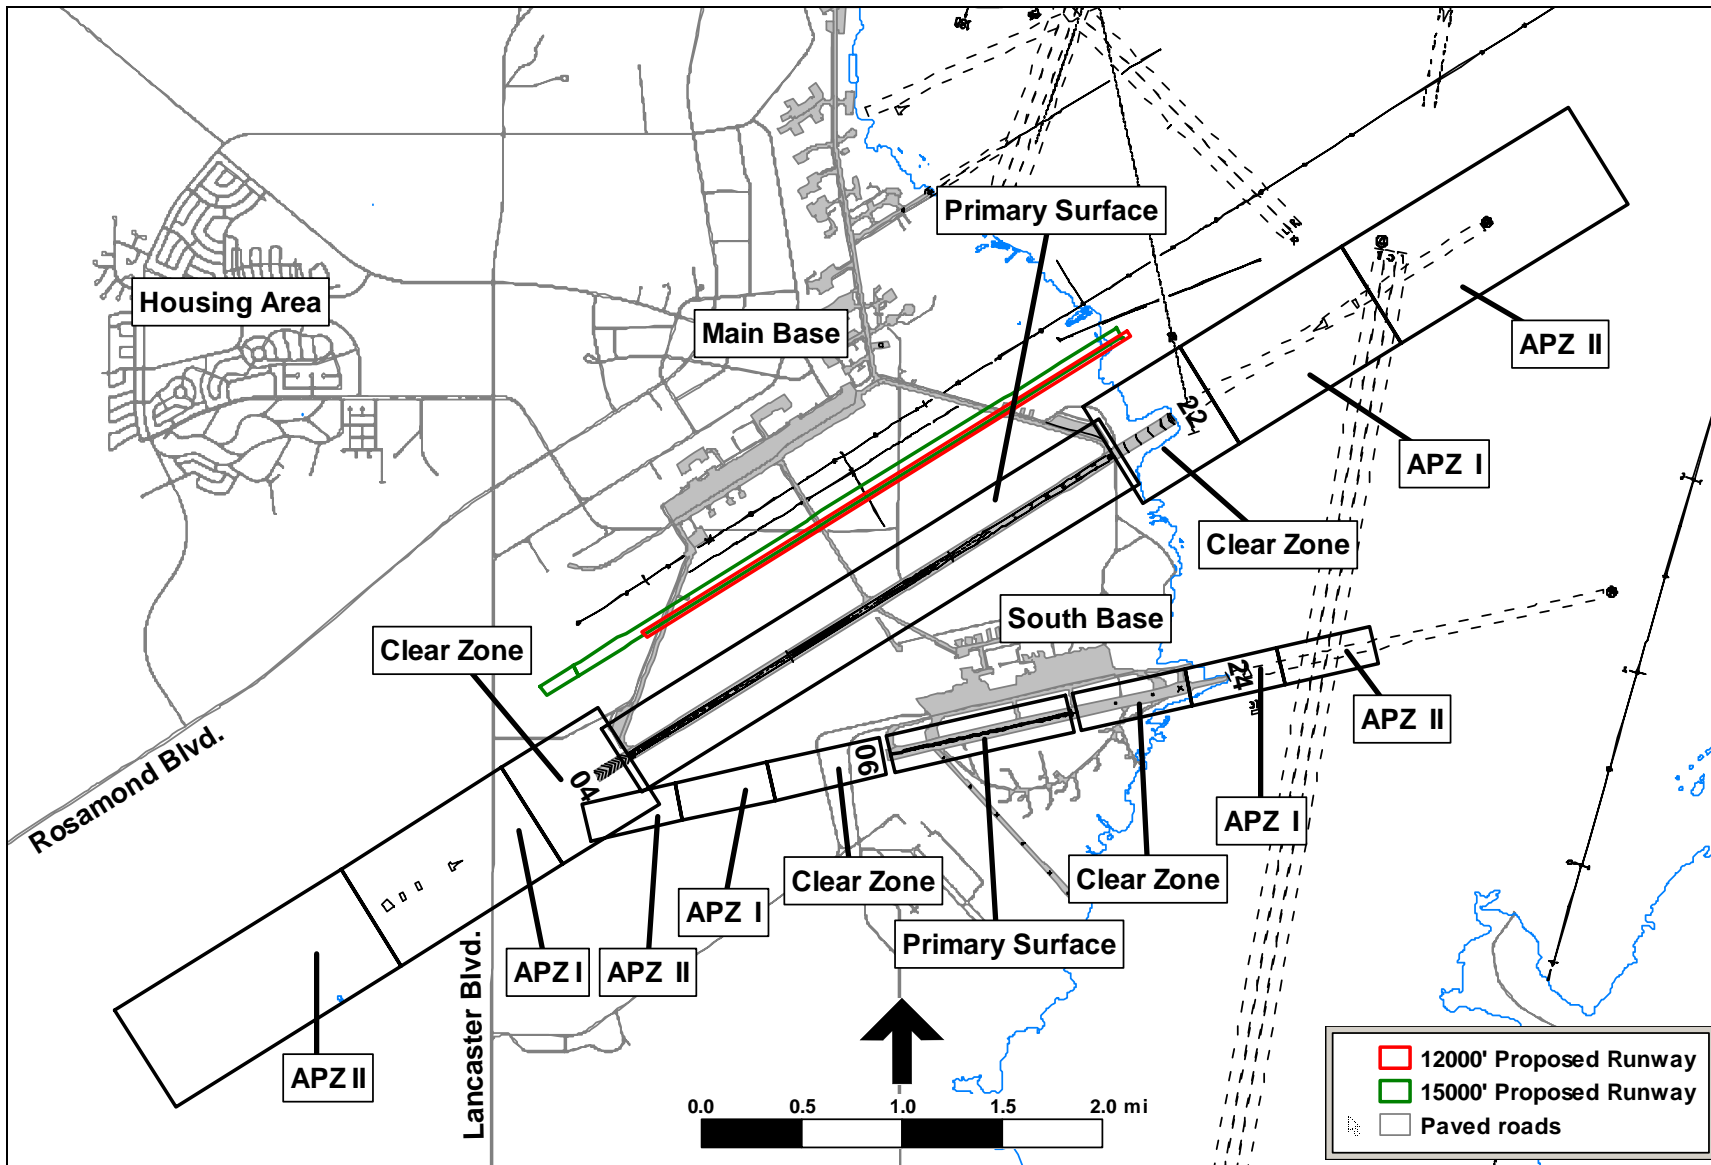 Primary Surface
Housing Area
Main Base
APZ II
22
APZ I
Clear Zone
South Base
Clear Zone
24
APZ II
Rosamond Blvd.
04
06
APZ I
Clear Zone
Clear Zone
APZ I
Primary Surface
APZ I
APZ II
Lancaster Blvd.
APZ II
0.0 0.5 1.0 1.5 2.0 mi
12000' Proposed Runway
15000' Proposed Runway
Paved roads